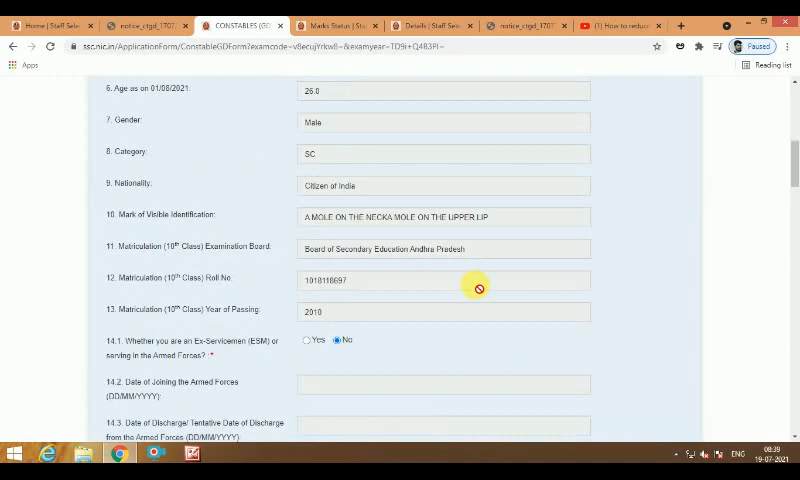 Home | Staff Selec
notice_ctgd_1707
CONSTABLES (GD
Marks Status | Sta
Details | Staff Sele
notice_ctgd_1707
(1) How to reduc
ssc.nic.in/ApplicationForm/ConstableGDForm?examcode=v8ecujYrkw8=&examyear=TD9i+Q4B3PI=
Paused
Apps
Reading list
6. Age as on 01/08/2021:
26.0
7. Gender:
Male
8. Category:
SC
9. Nationality:
Citizen of India
10. Mark of Visible Identification:
A MOLE ON THE NECKA MOLE ON THE UPPER LIP
11. Matriculation (10th Class) Examination Board:
Board of Secondary Education Andhra Pradesh
12. Matriculation (10th Class) Roll No.
1018118697
13. Matriculation (10th Class) Year of Passing:
2010
14.1. Whether you are an Ex-Servicemen (ESM) or
serving in the Armed Forces? :*
Yes No
14.2. Date of Joining the Armed Forces
(DD/MM/YYYY):
14.3. Date of Discharge/ Tentative Date of Discharge
from the Armed Forces (DD/MM/YYYY):
ENG
08:39
19-07-2021